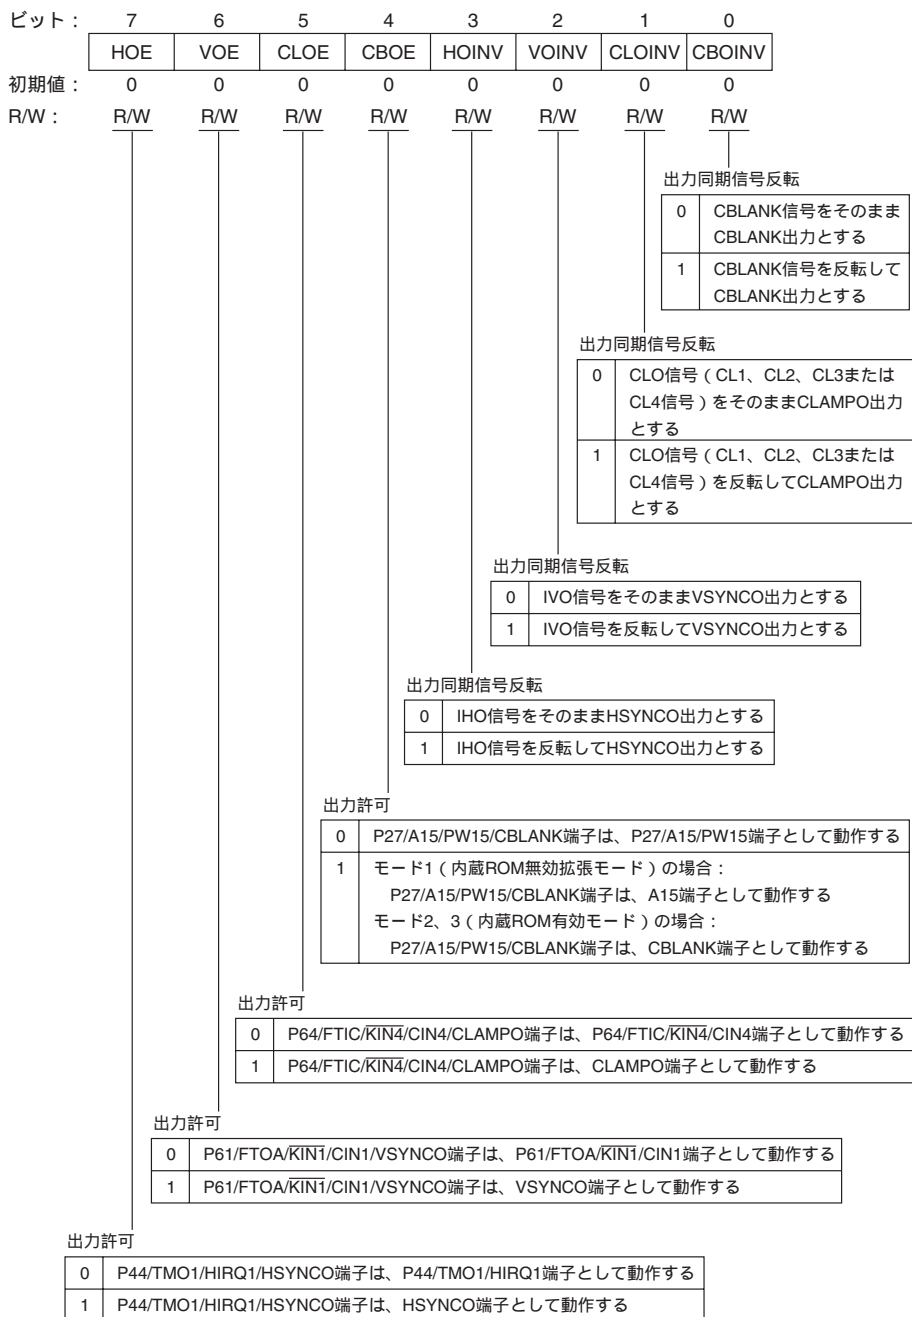 ビット： 7 6 5 4 3 2 1 0
HOE VOE CLOE CBOE HOINV VOINV CLOINV CBOINV
初期値： 0 0 0 0 0 0 0 0
R/W： R/W R/W R/W R/W R/W R/W R/W R/W
出力同期信号反転
0 CBLANK信号をそのまま
CBLANK出力とする
1 CBLANK信号を反転して
CBLANK出力とする
出力同期信号反転
0 CLO信号（CL1、CL2、CL3または
CL4信号）をそのままCLAMPO出力
とする
1 CLO信号（CL1、CL2、CL3または
CL4信号）を反転してCLAMPO出力
とする
出力同期信号反転
0 IVO信号をそのままVSYNCO出力とする
1 IVO信号を反転してVSYNCO出力とする
出力同期信号反転
0 IHO信号をそのままHSYNCO出力とする
1 IHO信号を反転してHSYNCO出力とする
出力許可
0 P27/A15/PW15/CBLANK端子は、P27/A15/PW15端子として動作する
1 モード1（内蔵ROM無効拡張モード）の場合：
P27/A15/PW15/CBLANK端子は、A15端子として動作する
モード2、3（内蔵ROM有効モード）の場合：
P27/A15/PW15/CBLANK端子は、CBLANK端子として動作する
出力許可
0 P64/FTIC/K̅I̅N̅4̅/CIN4/CLAMPO端子は、P64/FTIC/K̅I̅N̅4̅/CIN4端子として動作する
1 P64/FTIC/K̅I̅N̅4̅/CIN4/CLAMPO端子は、CLAMPO端子として動作する
出力許可
0 P61/FTOA/K̅I̅N̅1̅/CIN1/VSYNCO端子は、P61/FTOA/K̅I̅N̅1̅/CIN1端子として動作する
1 P61/FTOA/K̅I̅N̅1̅/CIN1/VSYNCO端子は、VSYNCO端子として動作する
出力許可
0 P44/TMO1/HIRQ1/HSYNCO端子は、P44/TMO1/HIRQ1端子として動作する
1 P44/TMO1/HIRQ1/HSYNCO端子は、HSYNCO端子として動作する